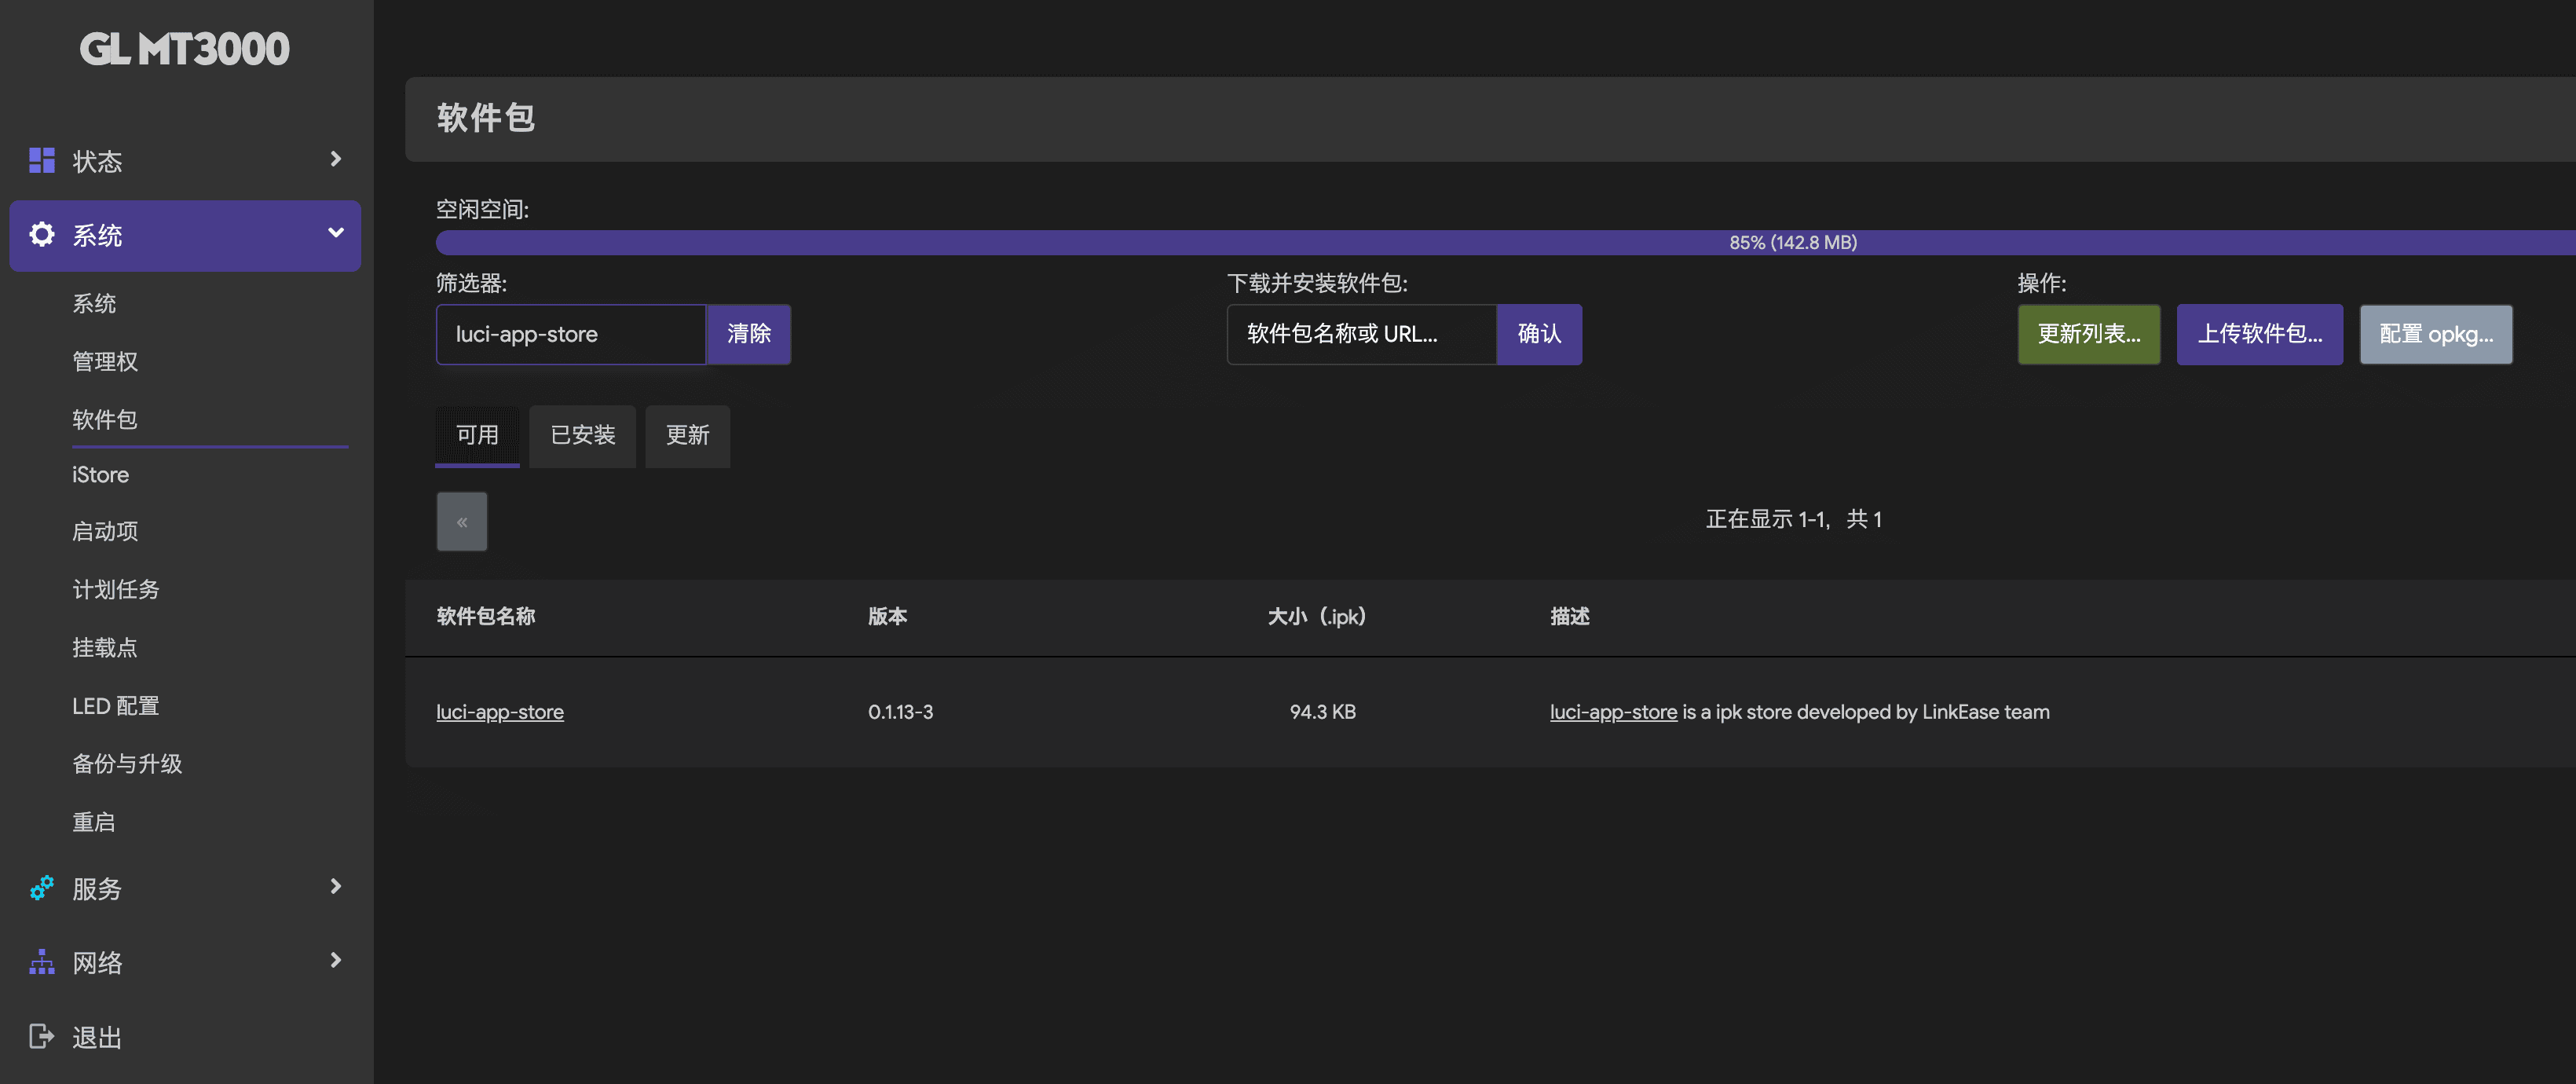 GL MT3000
状态
系统
系统
管理权
软件包
iStore
启动项
计划任务
挂载点
LED 配置
备份与升级
重启
服务
网络
退出
软件包
空闲空间:
85% (142.8 MB)
筛选器:
luci-app-store 清除
下载并安装软件包:
软件包名称或 URL... 确认
操作:
更新列表... 上传软件包... 配置 opkg...
可用 已安装 更新
«
正在显示 1-1, 共 1
软件包名称 版本 大小 (.ipk) 描述
luci-app-store 0.1.13-3 94.3 KB luci-app-store is a ipk store developed by LinkEase team